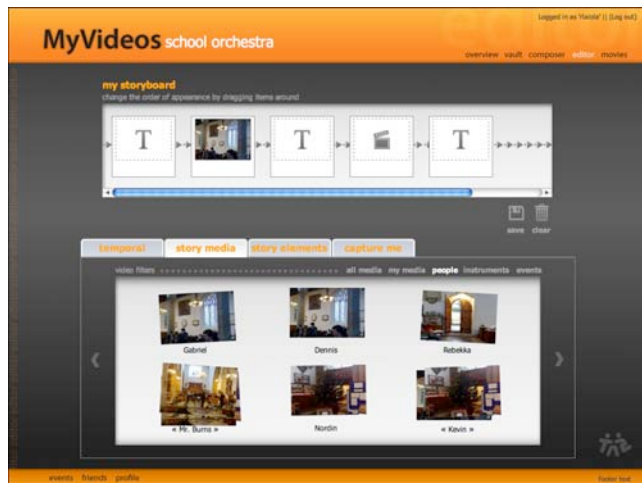 Logged in as
[Log out]
MyVideos school orchestra
overview vault composer editor movies
my storyboard
change the order of appearance by dragging items around
T T T
save clear
temporal story media story elements capture me
video filters all media my media people instruments events
Gabriel Dennis Rebekka
« Mr. Burns » Nordin « Kevin »
events friends profile
Footer text